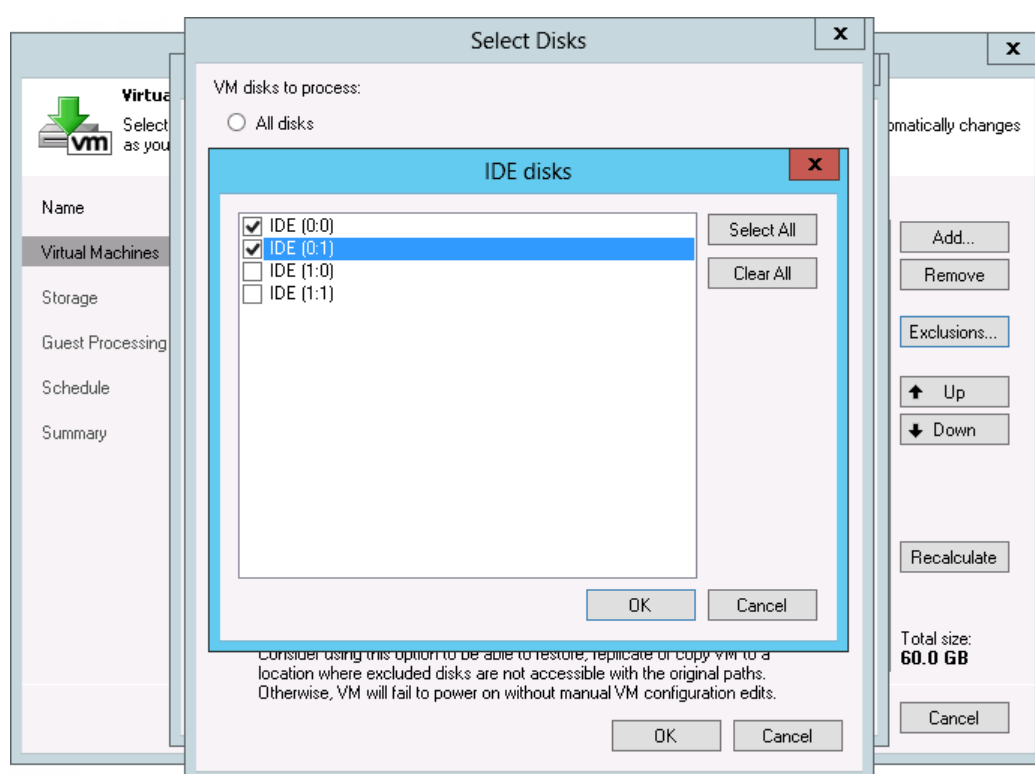 Select Disks
x
x
Virtua
Select
as you
omatically changes
vm
VM disks to process:
All disks
IDE disks
x
IDE (0:0)
IDE (0:1)
IDE (1:0)
IDE (1:1)
Select All
Clear All
OK
Cancel
Name
Virtual Machines
Storage
Guest Processing
Schedule
Summary
Add...
Remove
Exclusions...
Up
Down
Recalculate
Total size:
60.0 GB
Consider using this option to be able to restore, replicate or copy VM to a
location where excluded disks are not accessible with the original paths.
Otherwise, VM will fail to power on without manual VM configuration edits.
OK
Cancel
Cancel